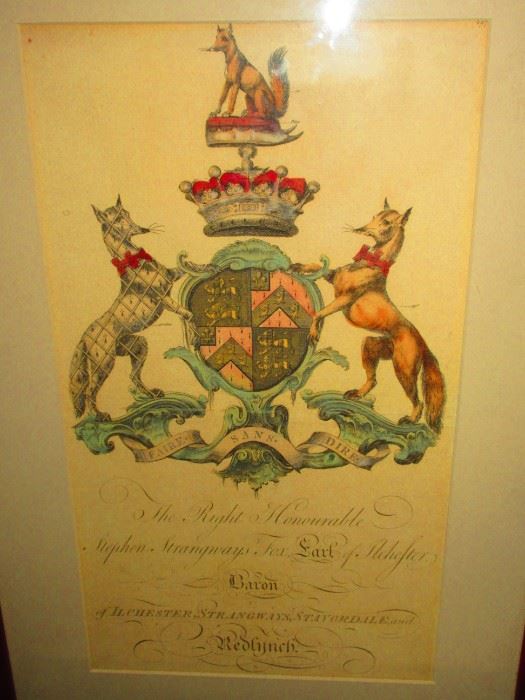 FAIRE SANS DIRE
The Right Honourable
Stephen Strangways Fox, Earl of Ilchester,
Baron
of ILCHESTER, STRANGWAYS, STAVORDALE, and
Redlynch.